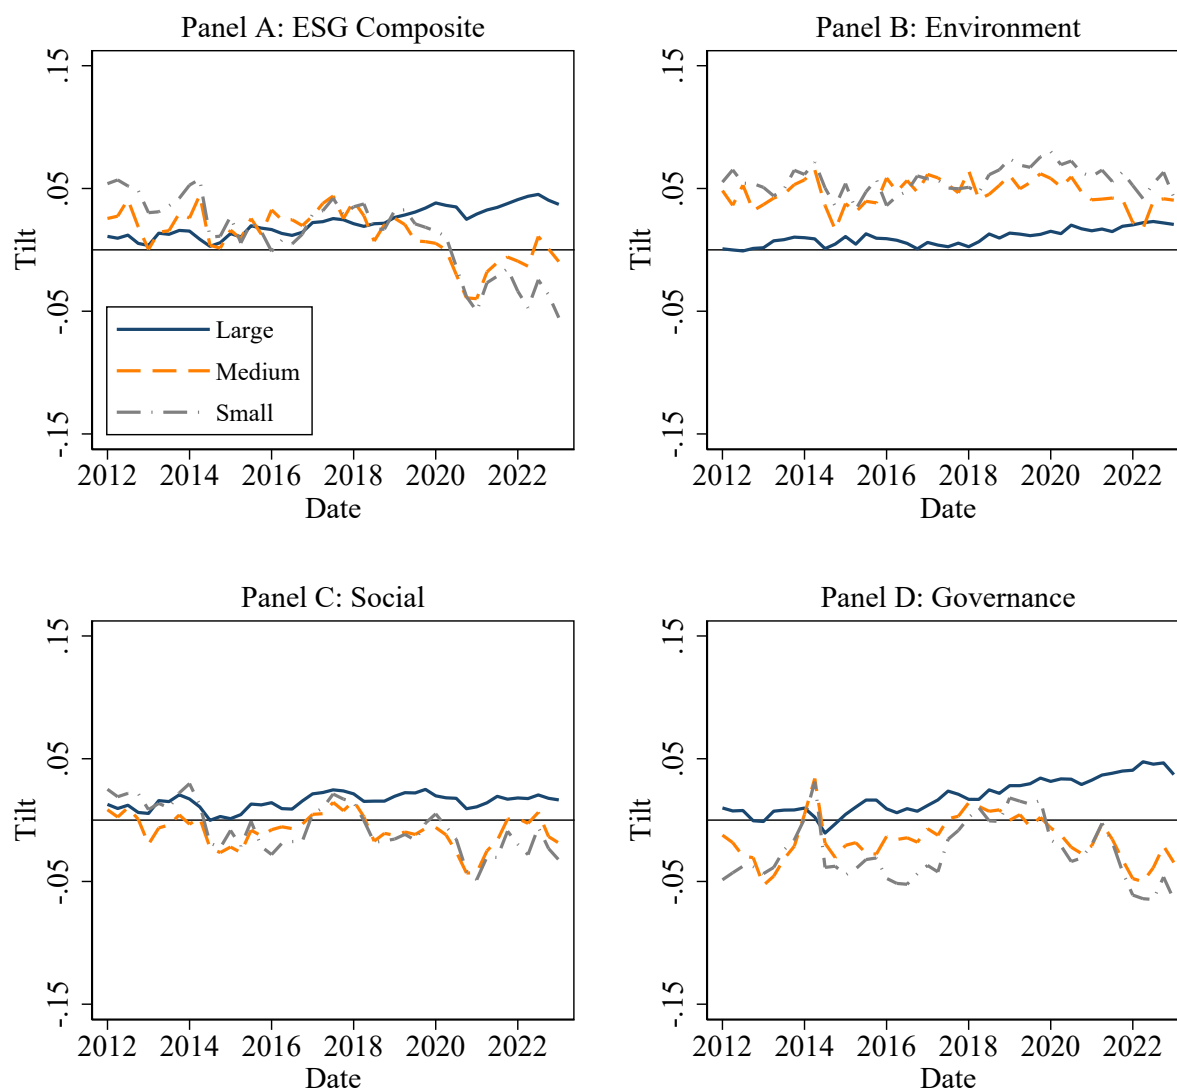 Panel A: ESG Composite
Tilt
.15
.05
-.05
-.15
Large
Medium
Small
2012 2014 2016 2018 2020 2022
Date
Panel B: Environment
Tilt
.15
.05
-.05
-.15
2012 2014 2016 2018 2020 2022
Date
Panel C: Social
Tilt
.15
.05
-.05
-.15
2012 2014 2016 2018 2020 2022
Date
Panel D: Governance
Tilt
.15
.05
-.05
-.15
2012 2014 2016 2018 2020 2022
Date